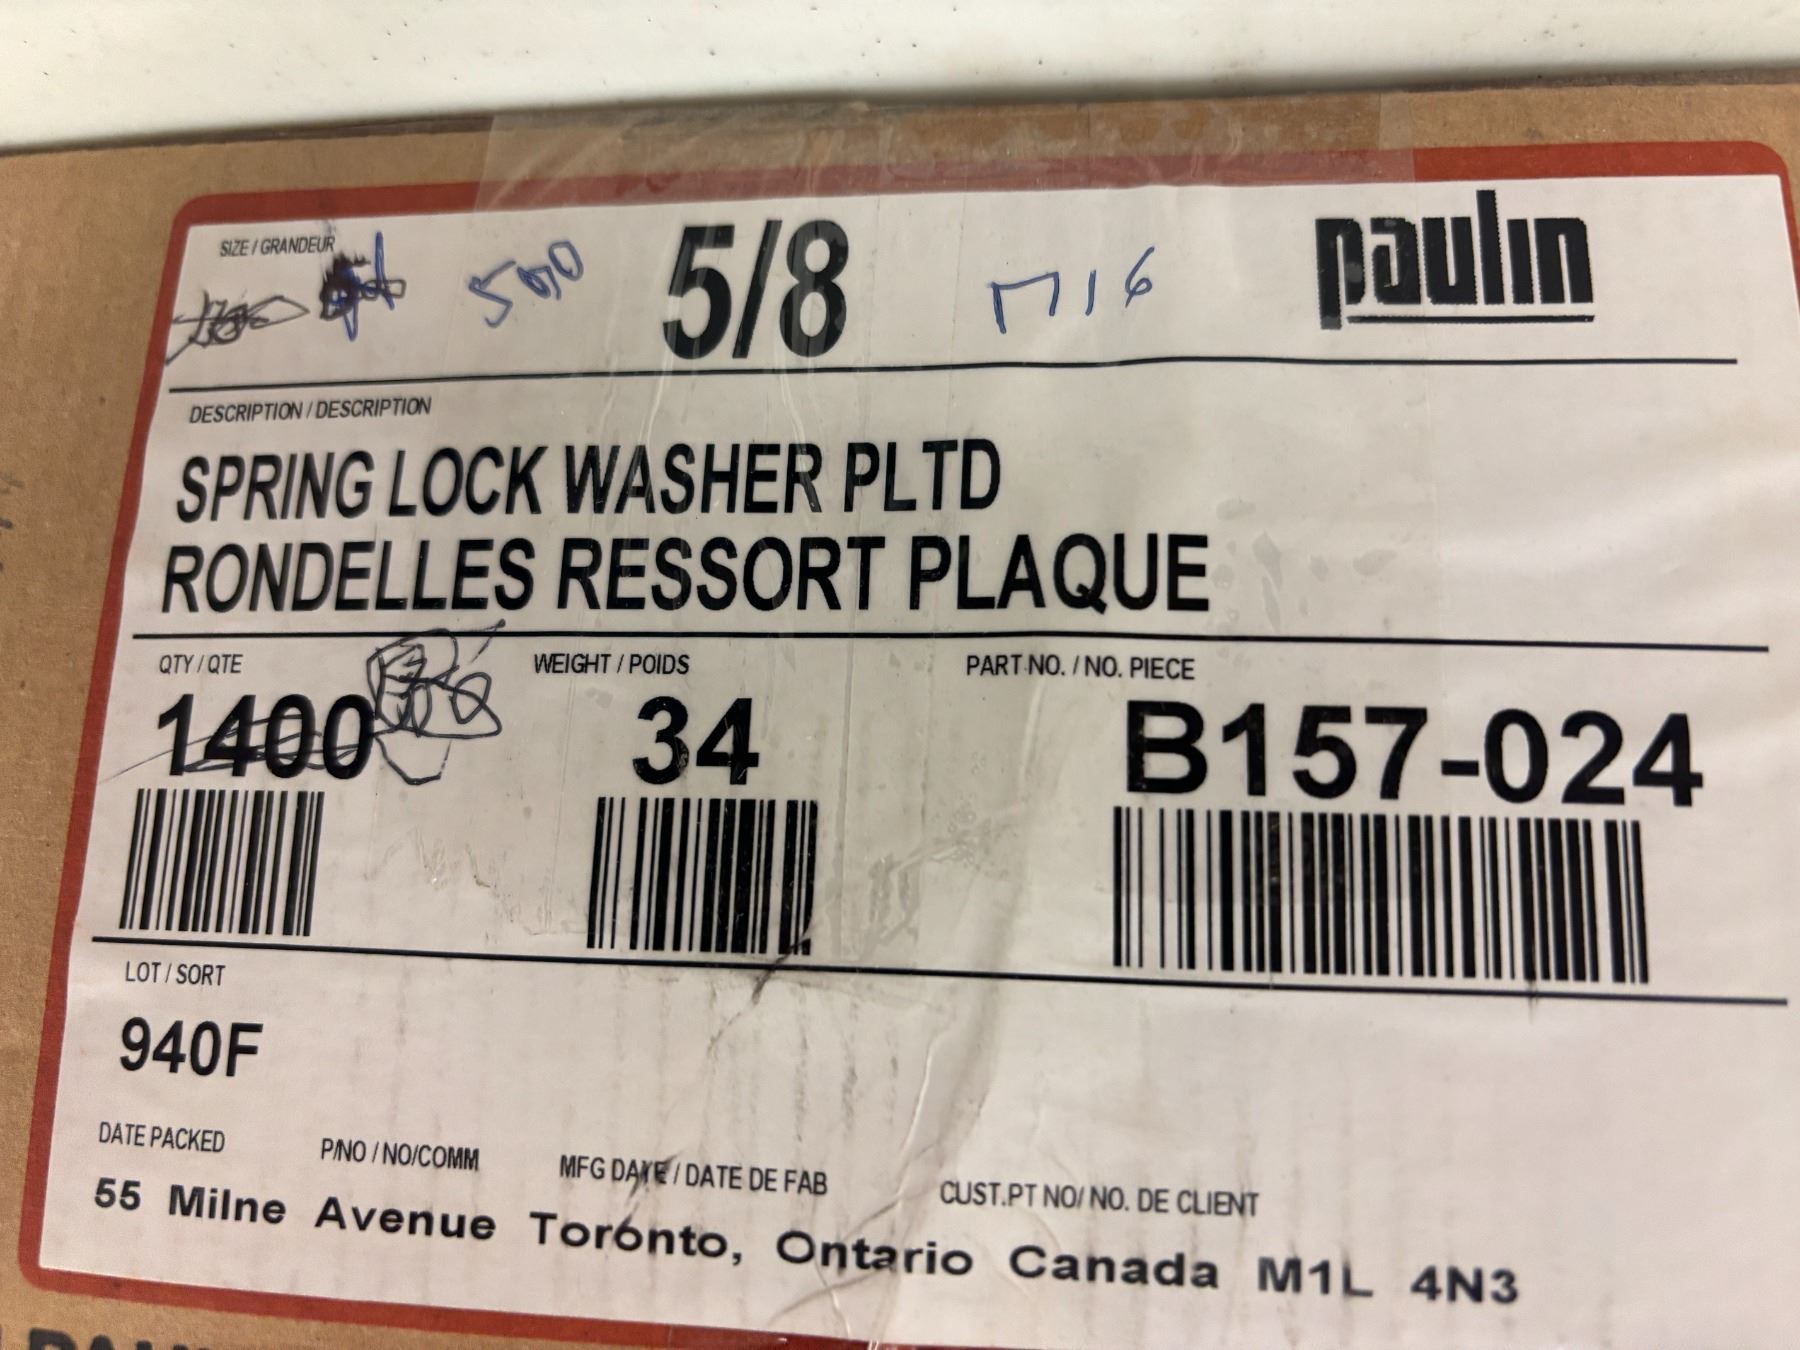 SIZE / GRANDEUR
500 5/8 M16 paulin
DESCRIPTION / DESCRIPTION
SPRING LOCK WASHER PLTD
RONDELLES RESSORT PLAQUE
QTY / QTE WEIGHT / POIDS PART NO. / NO. PIECE
1400 34 B157-024
LOT / SORT
940F
DATE PACKED P/NO / NO/COMM MFG DATE / DATE DE FAB CUST.PT NO/ NO. DE CLIENT
55 Milne Avenue Toronto, Ontario Canada M1L 4N3